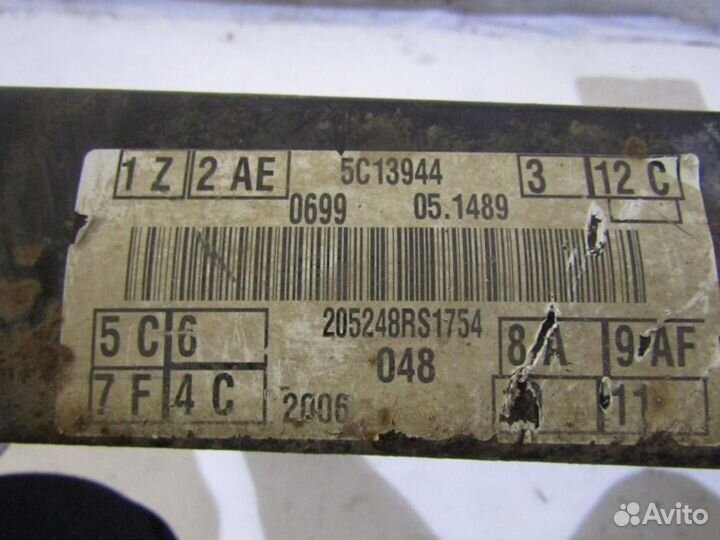 1 Z 2 AE 5C13944 3 12 C
0699 05.1489
205248RS1754
5 C 6 048 8 A 9 AF
7 F 4 C 2006 11
Avito